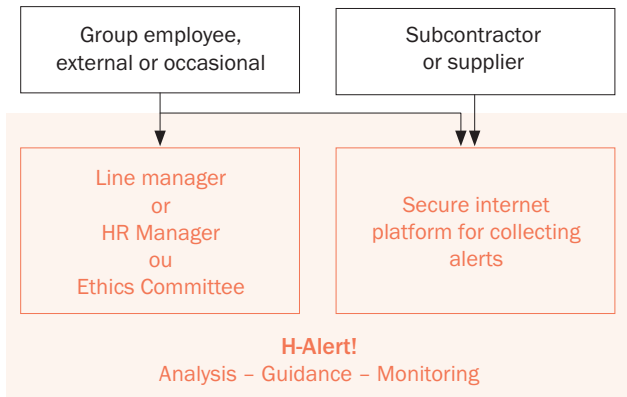 Group employee,
external or occasional
Subcontractor
or supplier
Line manager
or
HR Manager
ou
Ethics Committee
Secure internet
platform for collecting
alerts
H-Alert!
Analysis – Guidance – Monitoring